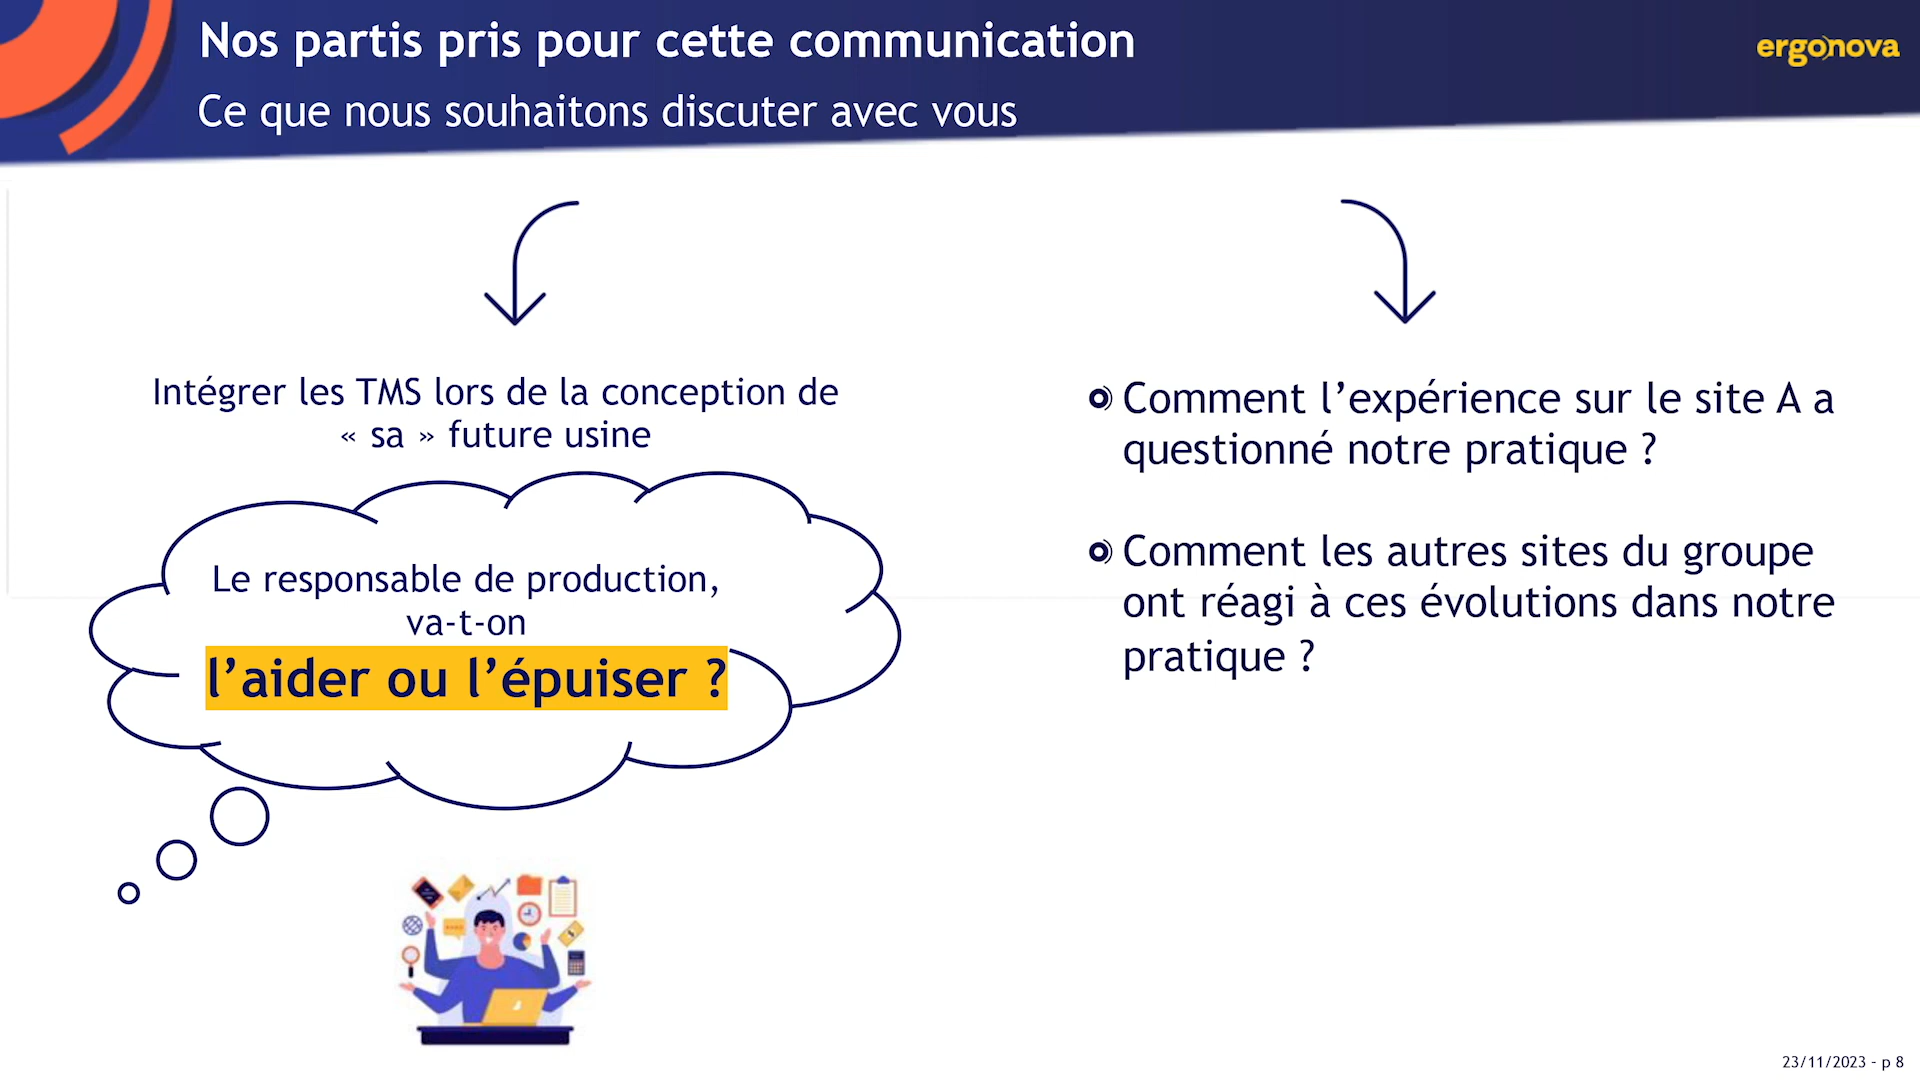 Nos partis pris pour cette communication
ergonova
Ce que nous souhaitons discuter avec vous
Intégrer les TMS lors de la conception de
« sa » future usine
Le responsable de production,
va-t-on
l’aider ou l’épuiser ?
Comment l’expérience sur le site A a
questionné notre pratique ?
Comment les autres sites du groupe
ont réagi à ces évolutions dans notre
pratique ?
23/11/2023 - p 8